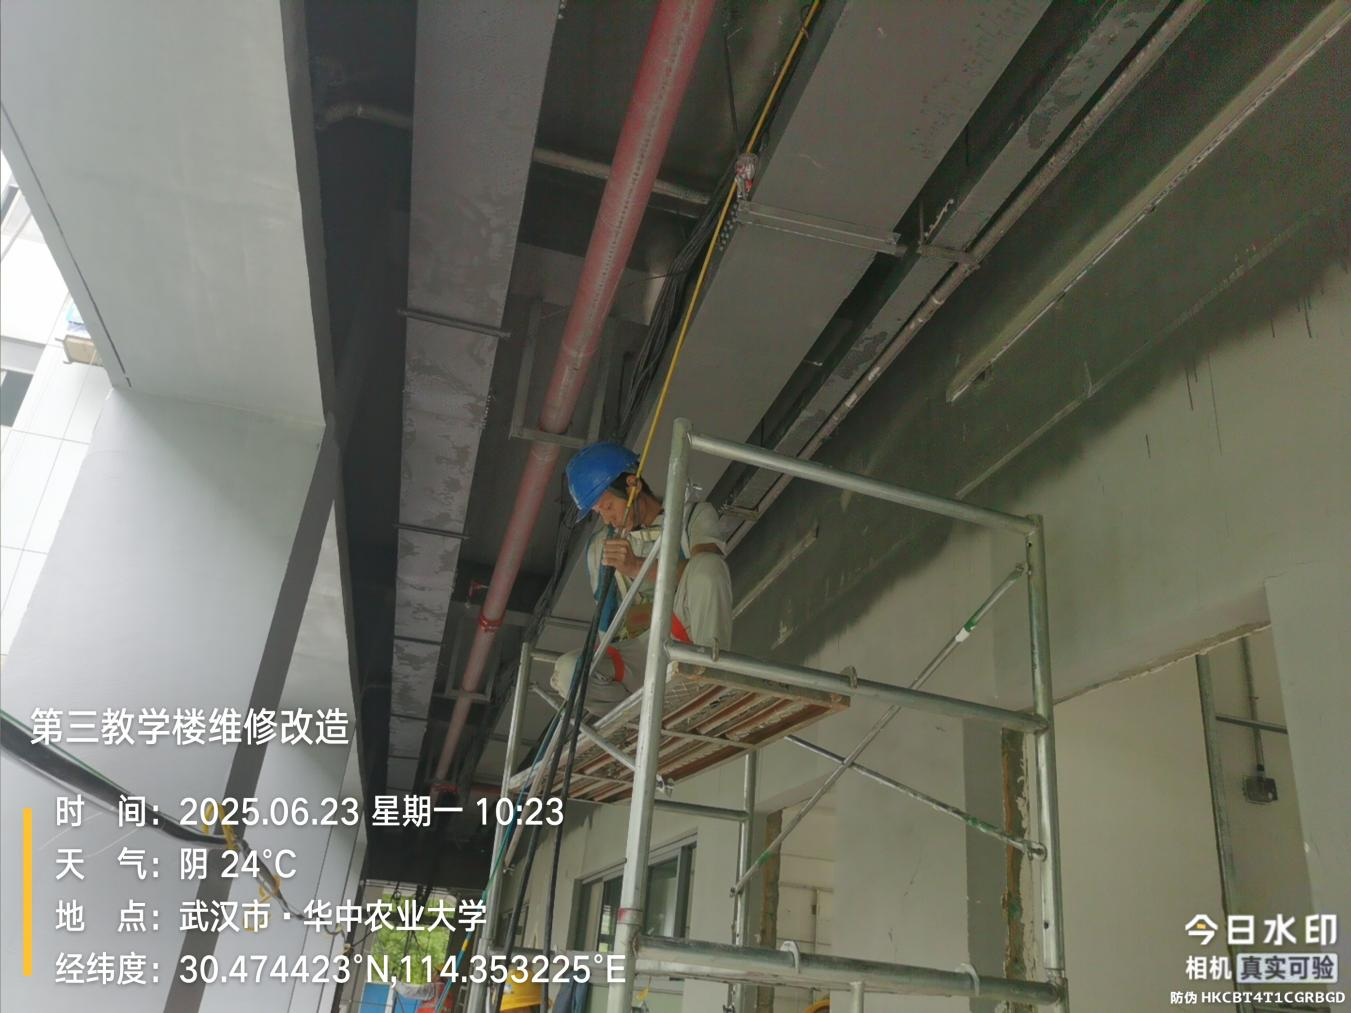 第三教学楼维修改造
时 间：2025.06.23 星期一 10:23
天 气：阴 24°C
地 点：武汉市·华中农业大学
经纬度：30.474423°N,114.353225°E
今日水印
相机 真实可验
防伪 HKCBT4T1CGRBGD